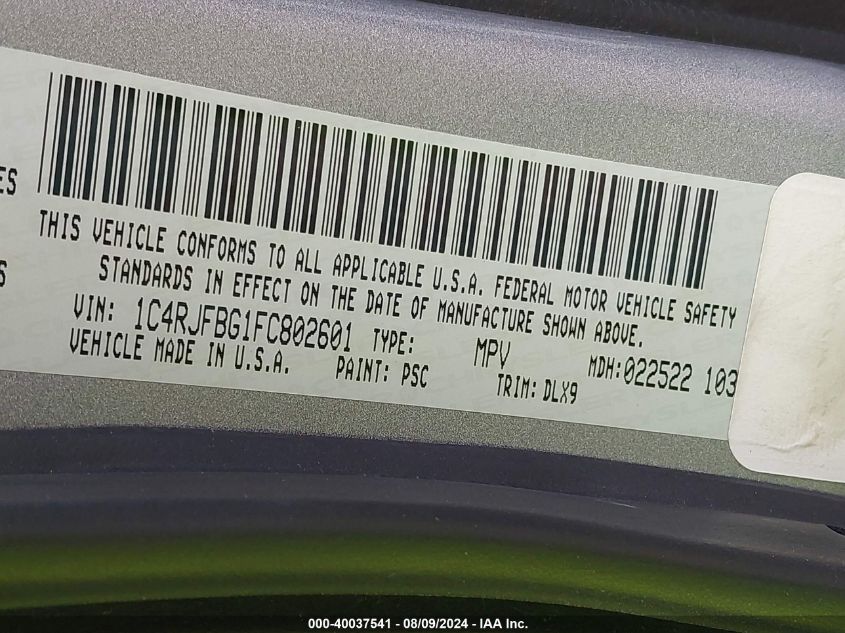 ES
S
THIS VEHICLE CONFORMS TO ALL APPLICABLE U.S.A. FEDERAL MOTOR VEHICLE SAFETY
STANDARDS IN EFFECT ON THE DATE OF MANUFACTURE SHOWN ABOVE.
VIN: 1C4RJFBG1FC802601 TYPE: MPV MDH:022522 103
VEHICLE MADE IN U.S.A. PAINT: PSC TRIM: DLX9
000-40037541 - 08/09/2024 - IAA Inc.